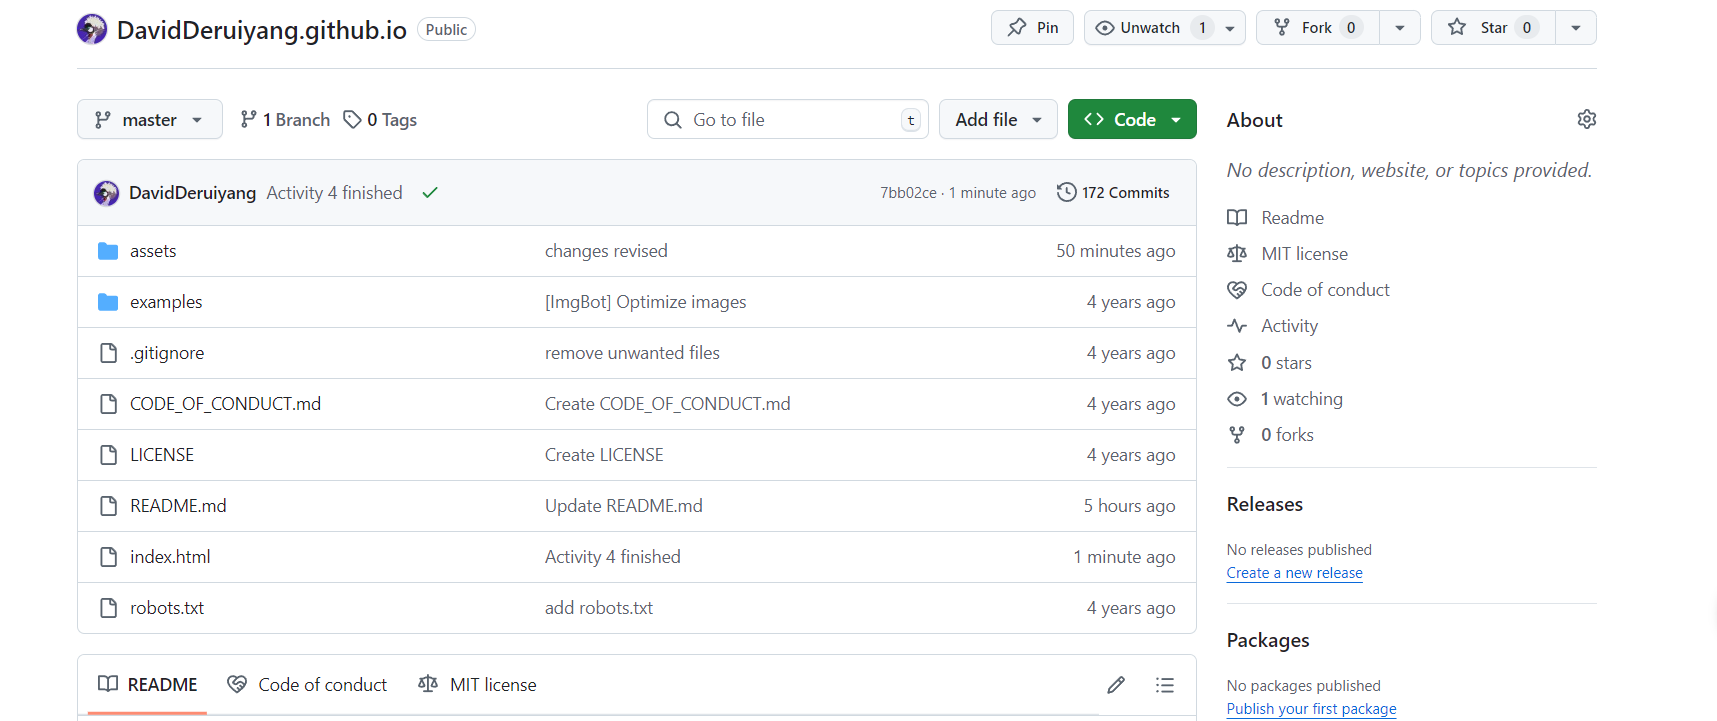 DavidDeruiyang.github.io Public Pin Unwatch 1 Fork 0 Star 0
master 1 Branch 0 Tags Go to file t Add file Code
DavidDeruiyang Activity 4 finished 7bb02ce · 1 minute ago 172 Commits
assets changes revised 50 minutes ago
examples [ImgBot] Optimize images 4 years ago
.gitignore remove unwanted files 4 years ago
CODE_OF_CONDUCT.md Create CODE_OF_CONDUCT.md 4 years ago
LICENSE Create LICENSE 4 years ago
README.md Update README.md 5 hours ago
index.html Activity 4 finished 1 minute ago
robots.txt add robots.txt 4 years ago
README Code of conduct MIT license
About
No description, website, or topics provided.
Readme
MIT license
Code of conduct
Activity
0 stars
1 watching
0 forks
Releases
No releases published
Create a new release
Packages
No packages published
Publish your first package